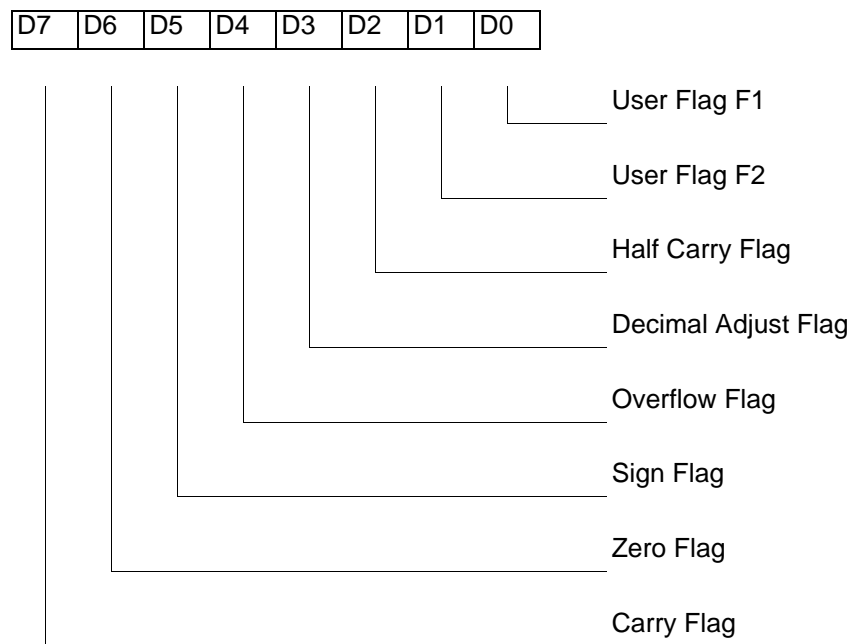 D7 D6 D5 D4 D3 D2 D1 D0
User Flag F1
User Flag F2
Half Carry Flag
Decimal Adjust Flag
Overflow Flag
Sign Flag
Zero Flag
Carry Flag